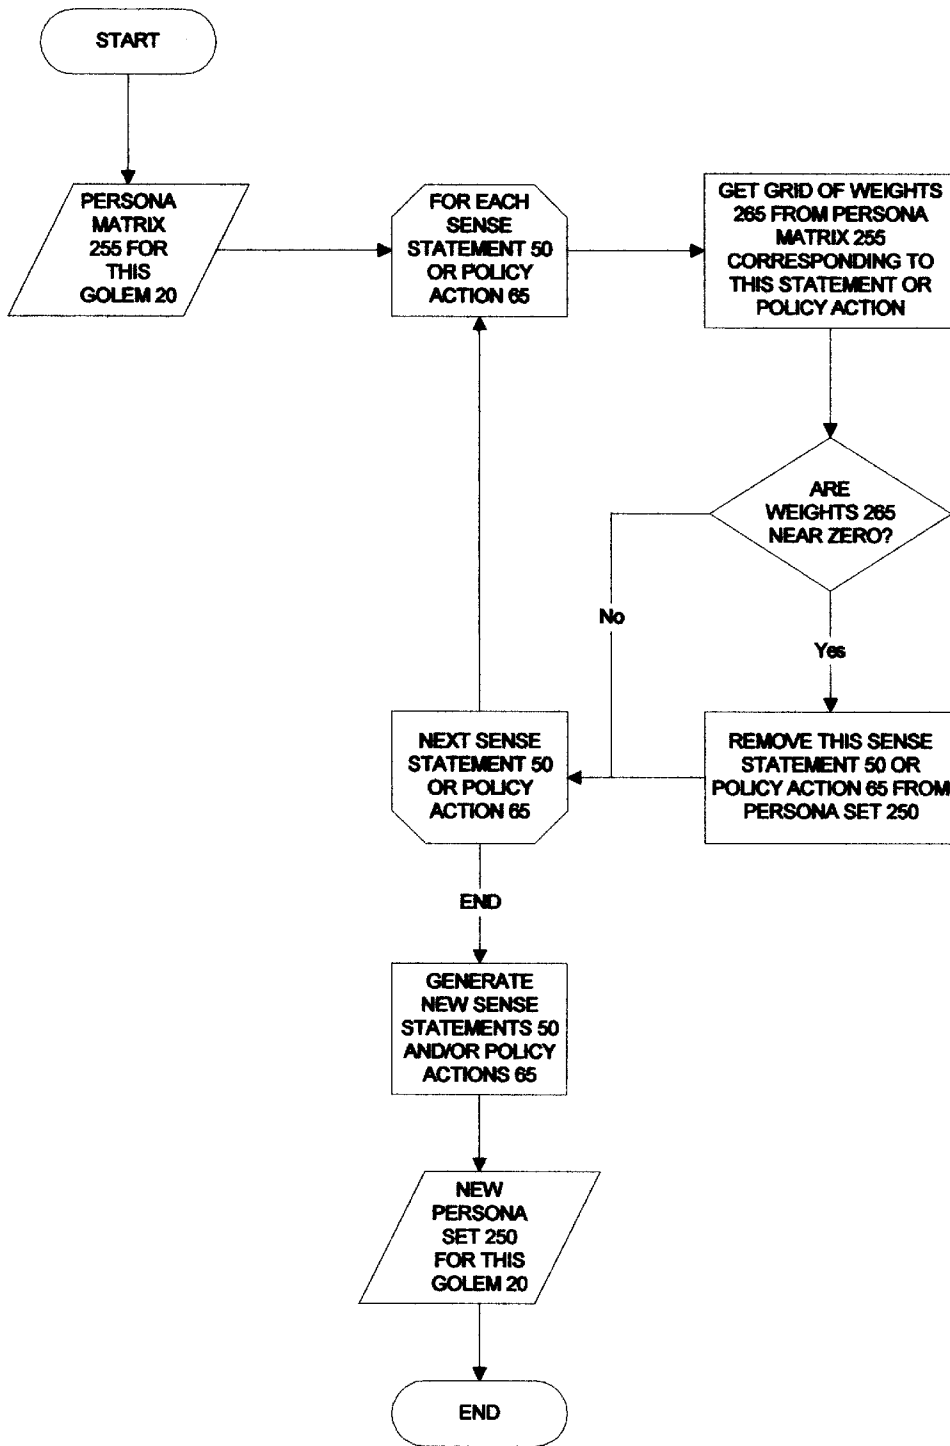 START
PERSONA
MATRIX
255 FOR
THIS
GOLEM 20
FOR EACH
SENSE
STATEMENT 50
OR POLICY
ACTION 65
GET GRID OF WEIGHTS
265 FROM PERSONA
MATRIX 255
CORRESPONDING TO
THIS STATEMENT OR
POLICY ACTION
ARE
WEIGHTS 265
NEAR ZERO?
No
Yes
REMOVE THIS SENSE
STATEMENT 50 OR
POLICY ACTION 65 FROM
PERSONA SET 250
NEXT SENSE
STATEMENT 50
OR POLICY
ACTION 65
END
GENERATE
NEW SENSE
STATEMENTS 50
AND/OR POLICY
ACTIONS 65
NEW
PERSONA
SET 250
FOR THIS
GOLEM 20
END